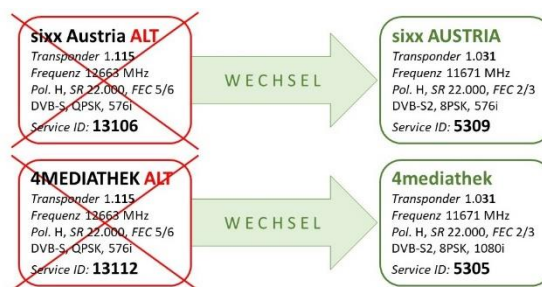 sixx Austria ALT
Transponder 1.115
Frequenz 12663 MHz
Pol. H, SR 22.000, FEC 5/6
DVB-S, QPSK, 576i
Service ID: 13106
WECHSEL
sixx AUSTRIA
Transponder 1.031
Frequenz 11671 MHz
Pol. H, SR 22.000, FEC 2/3
DVB-S2, 8PSK, 576i
Service ID: 5309
4MEDIATHEK ALT
Transponder 1.115
Frequenz 12663 MHz
Pol. H, SR 22.000, FEC 5/6
DVB-S, QPSK, 576i
Service ID: 13112
WECHSEL
4mediathek
Transponder 1.031
Frequenz 11671 MHz
Pol. H, SR 22.000, FEC 2/3
DVB-S2, 8PSK, 1080i
Service ID: 5305